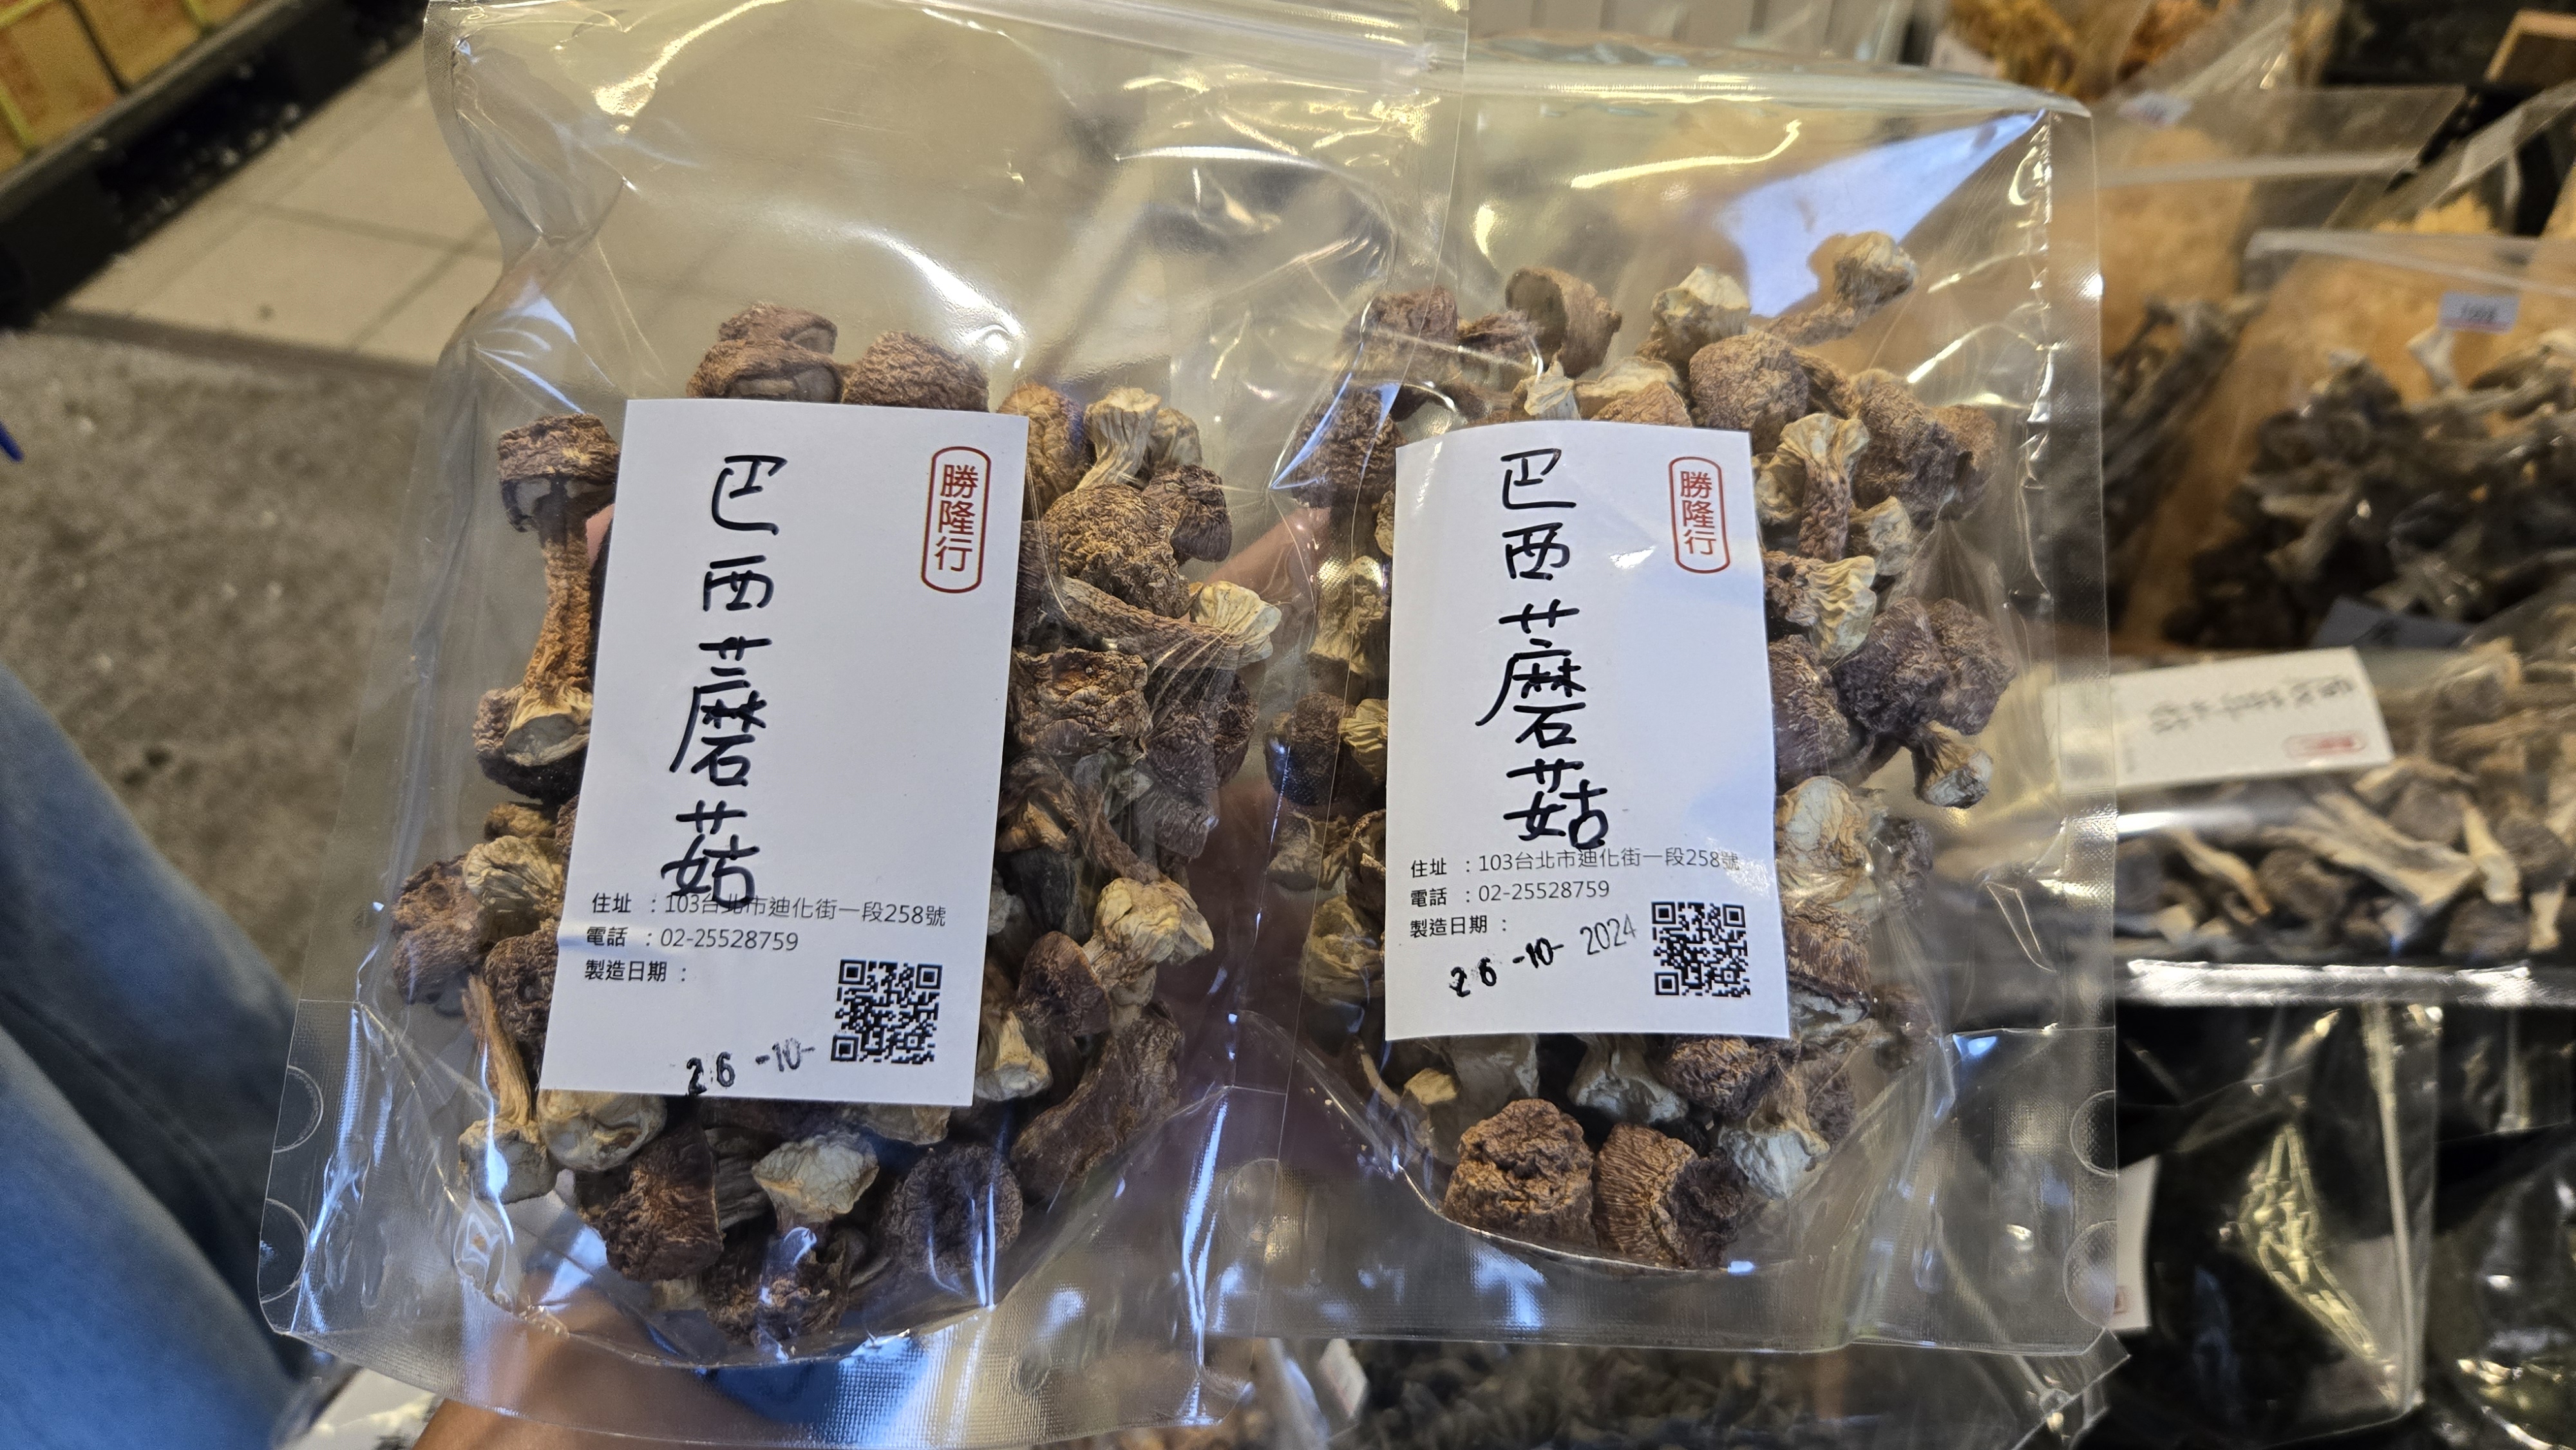 巴西蘑菇
勝隆行
住址 ：103台北市迪化街一段258號
電話 ：02-25528759
製造日期 ：
26-10-
巴西蘑菇
勝隆行
住址 ：103台北市迪化街一段258號
電話 ：02-25528759
製造日期 ：
26-10-2024